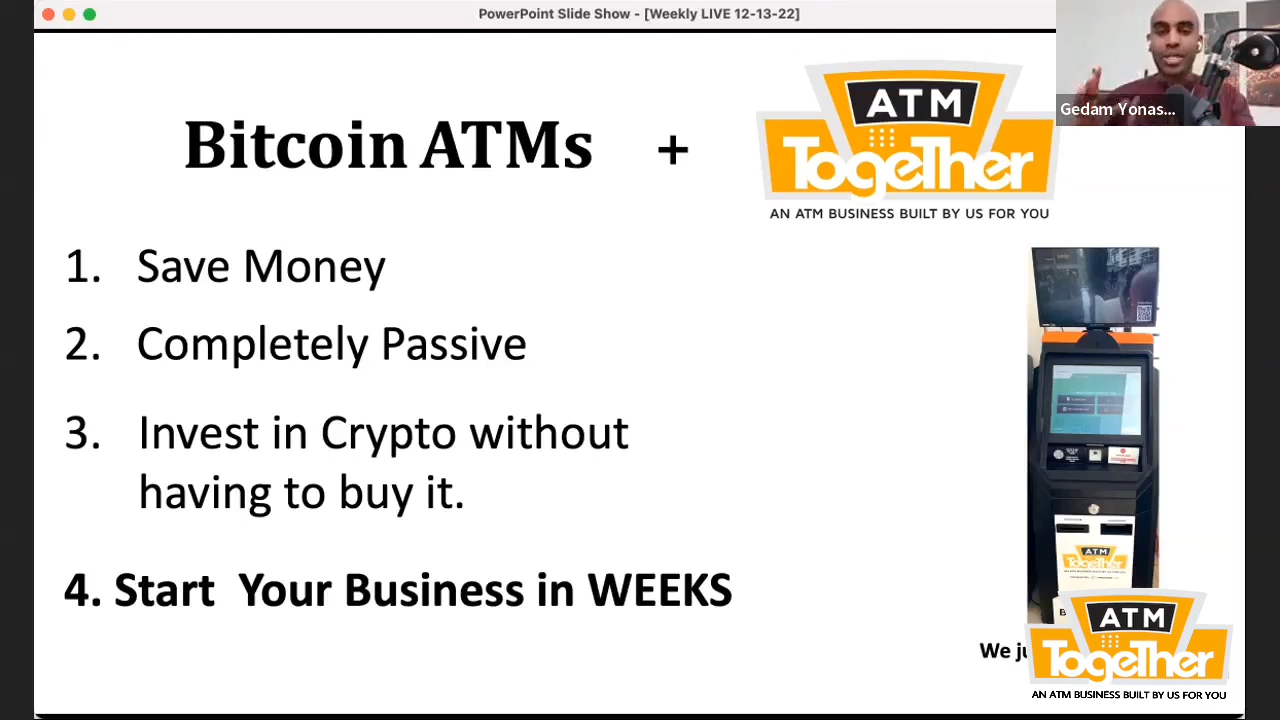 PowerPoint Slide Show - [Weekly LIVE 12-13-22]
Gedam Yonas...
Bitcoin ATMs +
ATM
TogeTher
AN ATM BUSINESS BUILT BY US FOR YOU
1. Save Money
2. Completely Passive
3. Invest in Crypto without
having to buy it.
4. Start Your Business in WEEKS
ATM
We
ATM
TogeTher
AN ATM BUSINESS BUILT BY US FOR YOU